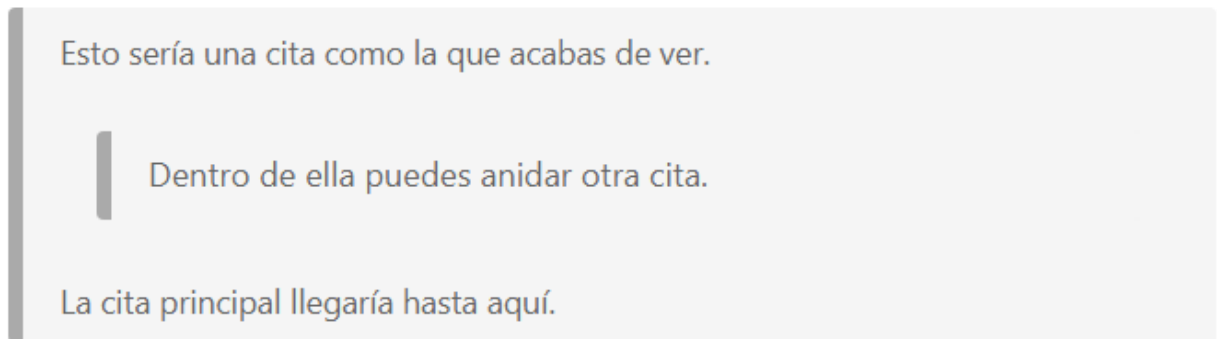 Esto sería una cita como la que acabas de ver.
Dentro de ella puedes anidar otra cita.
La cita principal llegaría hasta aquí.